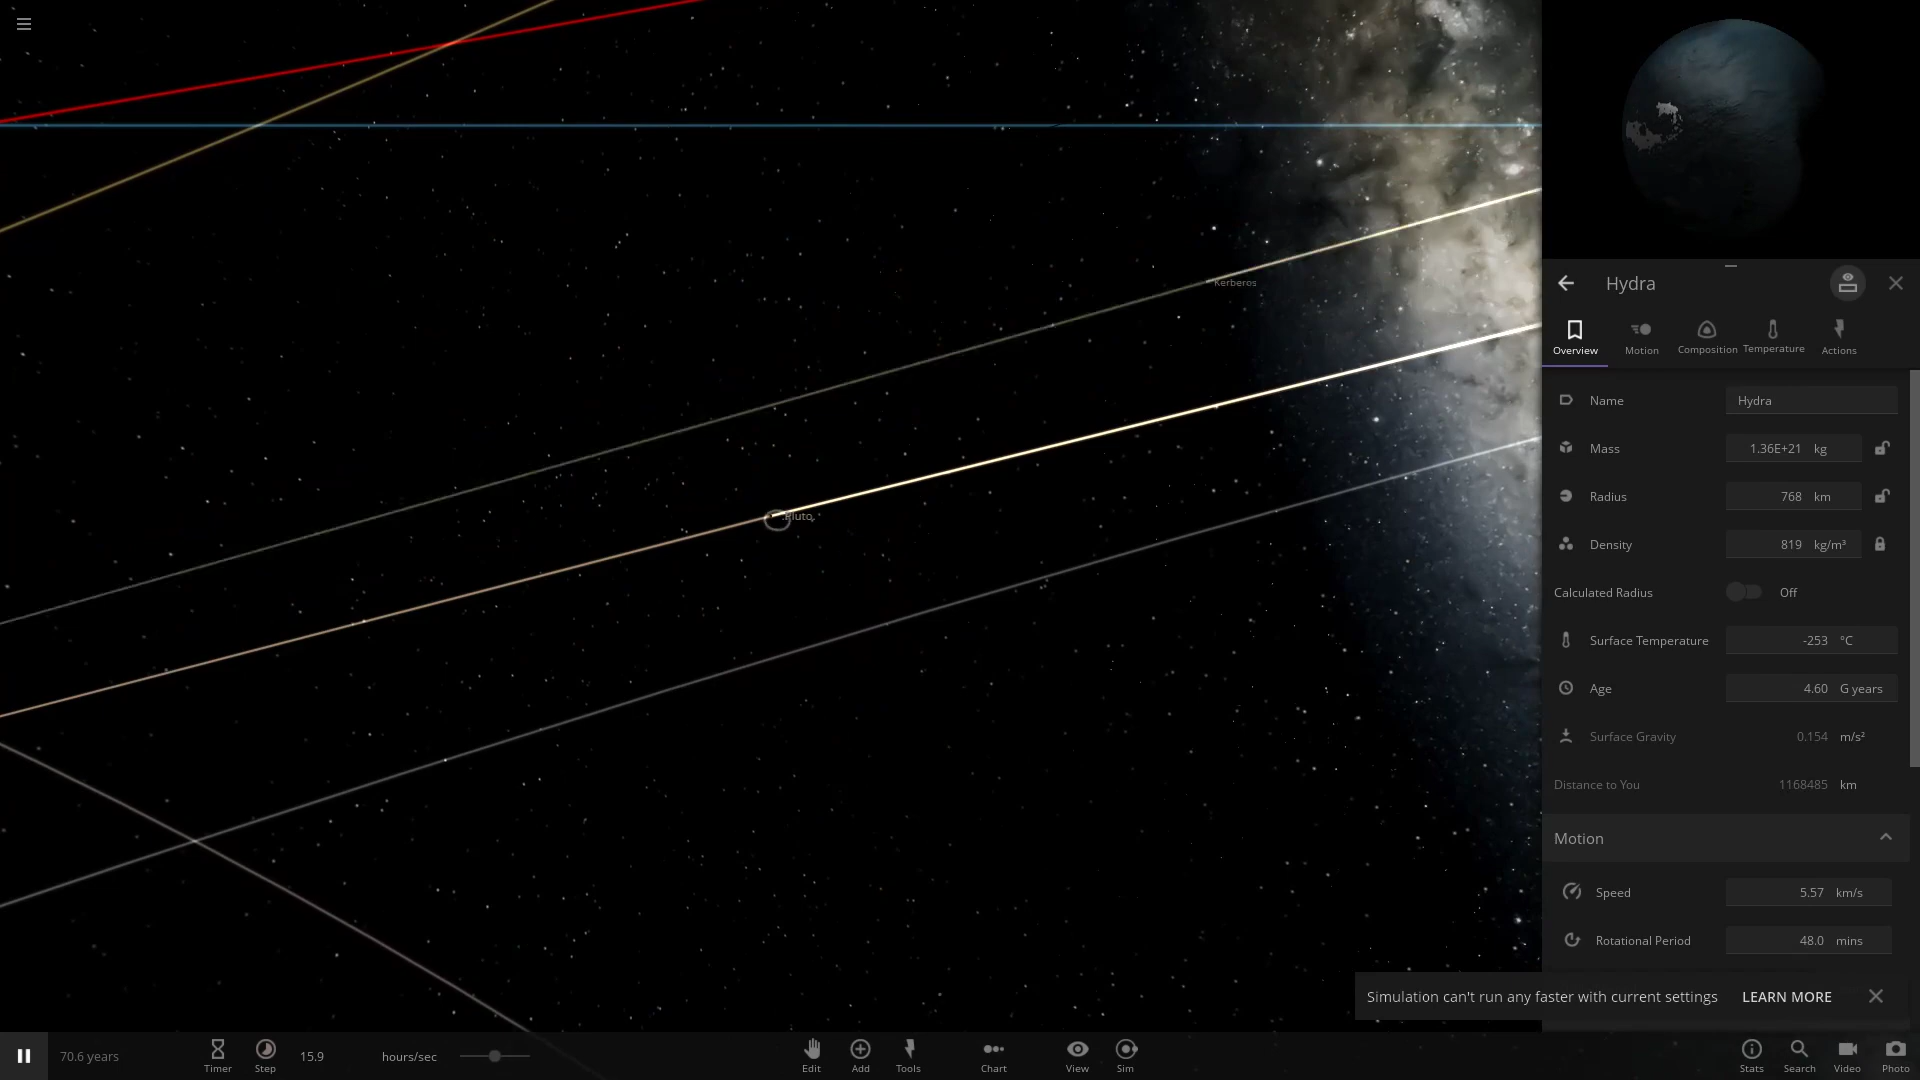 Kerberos
Pluto
Hydra
Overview
Motion
Composition
Temperature
Actions
Name Hydra
Mass 1.36E+21 kg
Radius 768 km
Density 819 kg/m³
Calculated Radius Off
Surface Temperature -253 °C
Age 4.60 G years
Surface Gravity 0.154 m/s²
Distance to You 1168485 km
Motion
Speed 5.57 km/s
Rotational Period 48.0 mins
Simulation can't run any faster with current settings LEARN MORE
70.6 years
Timer
Step
15.9 hours/sec
Edit
Add
Tools
Chart
View
Sim
Stats
Search
Video
Photo